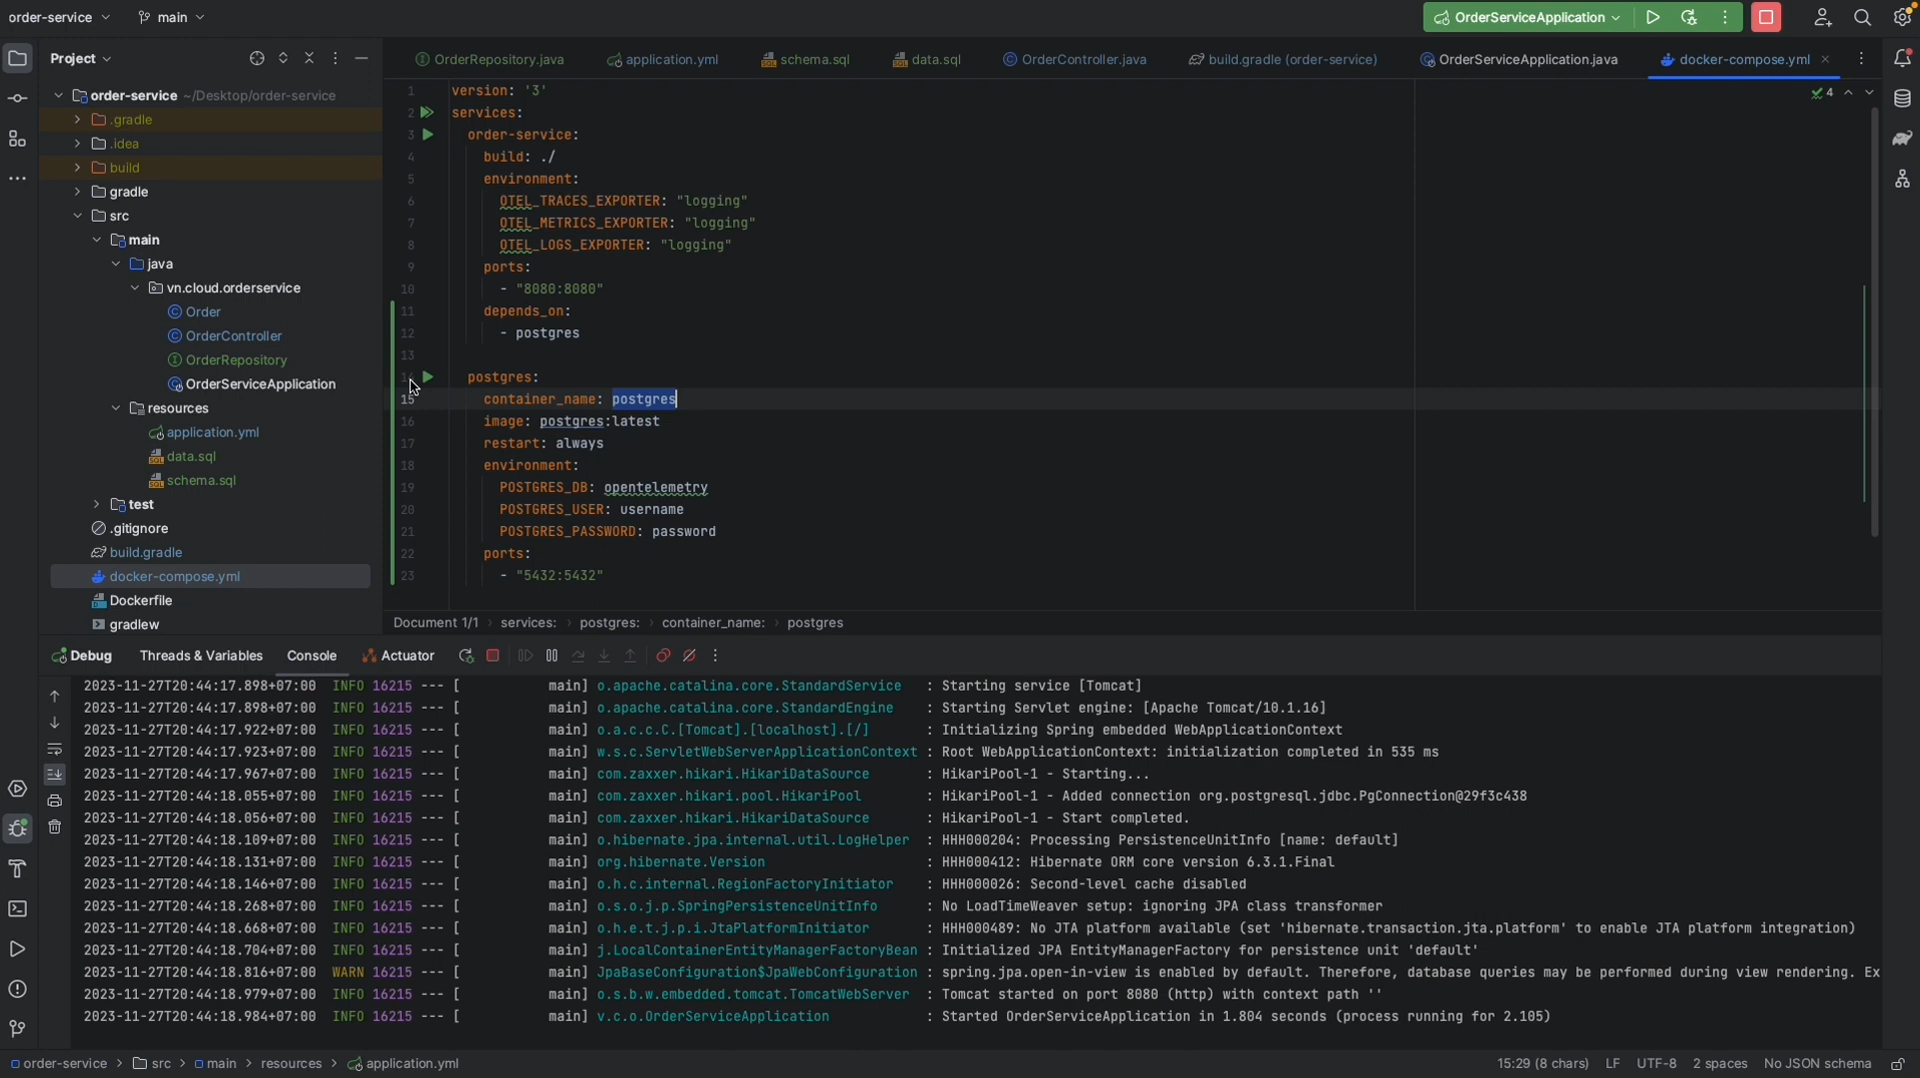 order-service
main
OrderServiceApplication
Project
OrderRepository.java
application.yml
schema.sql
data.sql
OrderController.java
build.gradle (order-service)
OrderServiceApplication.java
docker-compose.yml
order-service ~/Desktop/order-service
.gradle
.idea
build
gradle
src
main
java
vn.cloud.orderservice
Order
OrderController
OrderRepository
OrderServiceApplication
resources
application.yml
data.sql
schema.sql
test
.gitignore
build.gradle
docker-compose.yml
Dockerfile
gradlew
4
1 version: '3'
2 services:
3 order-service:
4 build: ./
5 environment:
6 OTEL_TRACES_EXPORTER: "logging"
7 OTEL_METRICS_EXPORTER: "logging"
8 OTEL_LOGS_EXPORTER: "logging"
9 ports:
10 - "8080:8080"
11 depends_on:
12 - postgres
13
14 postgres:
15 container_name: postgres
16 image: postgres:latest
17 restart: always
18 environment:
19 POSTGRES_DB: opentelemetry
20 POSTGRES_USER: username
21 POSTGRES_PASSWORD: password
22 ports:
23 - "5432:5432"
Document 1/1 › services: › postgres: › container_name: › postgres
Debug Threads & Variables Console Actuator
2023-11-27T20:44:17.898+07:00 INFO 16215 --- [ main] o.apache.catalina.core.StandardService : Starting service [Tomcat]
2023-11-27T20:44:17.898+07:00 INFO 16215 --- [ main] o.apache.catalina.core.StandardEngine : Starting Servlet engine: [Apache Tomcat/10.1.16]
2023-11-27T20:44:17.922+07:00 INFO 16215 --- [ main] o.a.c.c.C.[Tomcat].[localhost].[/] : Initializing Spring embedded WebApplicationContext
2023-11-27T20:44:17.923+07:00 INFO 16215 --- [ main] w.s.c.ServletWebServerApplicationContext : Root WebApplicationContext: initialization completed in 535 ms
2023-11-27T20:44:17.967+07:00 INFO 16215 --- [ main] com.zaxxer.hikari.HikariDataSource : HikariPool-1 - Starting...
2023-11-27T20:44:18.055+07:00 INFO 16215 --- [ main] com.zaxxer.hikari.pool.HikariPool : HikariPool-1 - Added connection org.postgresql.jdbc.PgConnection@29f3c438
2023-11-27T20:44:18.056+07:00 INFO 16215 --- [ main] com.zaxxer.hikari.HikariDataSource : HikariPool-1 - Start completed.
2023-11-27T20:44:18.109+07:00 INFO 16215 --- [ main] o.hibernate.jpa.internal.util.LogHelper : HHH000204: Processing PersistenceUnitInfo [name: default]
2023-11-27T20:44:18.131+07:00 INFO 16215 --- [ main] org.hibernate.Version : HHH000412: Hibernate ORM core version 6.3.1.Final
2023-11-27T20:44:18.146+07:00 INFO 16215 --- [ main] o.h.c.internal.RegionFactoryInitiator : HHH000026: Second-level cache disabled
2023-11-27T20:44:18.268+07:00 INFO 16215 --- [ main] o.s.o.j.p.SpringPersistenceUnitInfo : No LoadTimeWeaver setup: ignoring JPA class transformer
2023-11-27T20:44:18.668+07:00 INFO 16215 --- [ main] o.h.e.t.j.p.i.JtaPlatformInitiator : HHH000489: No JTA platform available (set 'hibernate.transaction.jta.platform' to enable JTA platform integration)
2023-11-27T20:44:18.704+07:00 INFO 16215 --- [ main] j.LocalContainerEntityManagerFactoryBean : Initialized JPA EntityManagerFactory for persistence unit 'default'
2023-11-27T20:44:18.816+07:00 WARN 16215 --- [ main] JpaBaseConfiguration$JpaWebConfiguration : spring.jpa.open-in-view is enabled by default. Therefore, database queries may be performed during view rendering. Ex
2023-11-27T20:44:18.979+07:00 INFO 16215 --- [ main] o.s.b.w.embedded.tomcat.TomcatWebServer : Tomcat started on port 8080 (http) with context path ''
2023-11-27T20:44:18.984+07:00 INFO 16215 --- [ main] v.c.o.OrderServiceApplication : Started OrderServiceApplication in 1.804 seconds (process running for 2.105)
order-service › src › main › resources › application.yml
15:29 (8 chars) LF UTF-8 2 spaces No JSON schema